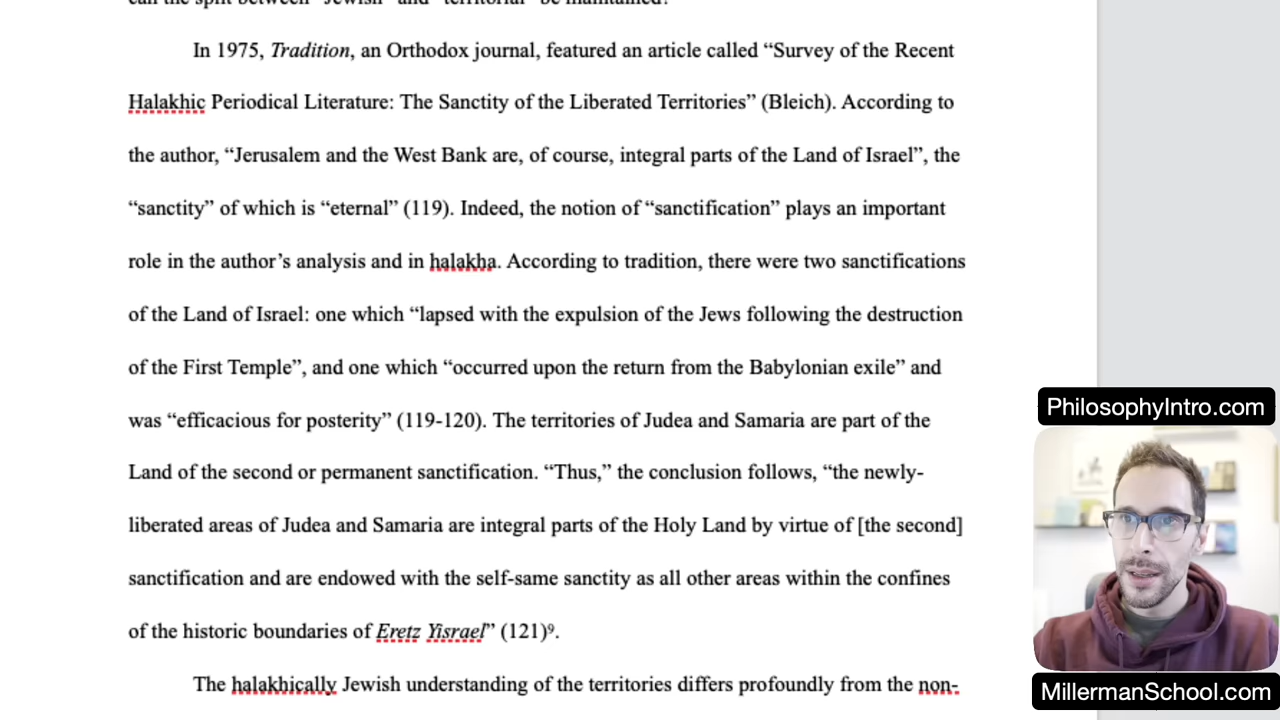 can the split between "Jewish" and "territorial" be maintained?
In 1975, Tradition, an Orthodox journal, featured an article called “Survey of the Recent
Halakhic Periodical Literature: The Sanctity of the Liberated Territories” (Bleich). According to
the author, “Jerusalem and the West Bank are, of course, integral parts of the Land of Israel”, the
“sanctity” of which is “eternal” (119). Indeed, the notion of “sanctification” plays an important
role in the author’s analysis and in halakha. According to tradition, there were two sanctifications
of the Land of Israel: one which “lapsed with the expulsion of the Jews following the destruction
of the First Temple”, and one which “occurred upon the return from the Babylonian exile” and
was “efficacious for posterity” (119-120). The territories of Judea and Samaria are part of the
Land of the second or permanent sanctification. “Thus,” the conclusion follows, “the newly-
liberated areas of Judea and Samaria are integral parts of the Holy Land by virtue of [the second]
sanctification and are endowed with the self-same sanctity as all other areas within the confines
of the historic boundaries of Eretz Yisrael” (121)⁹.
The halakhically Jewish understanding of the territories differs profoundly from the non-
PhilosophyIntro.com
MillermanSchool.com